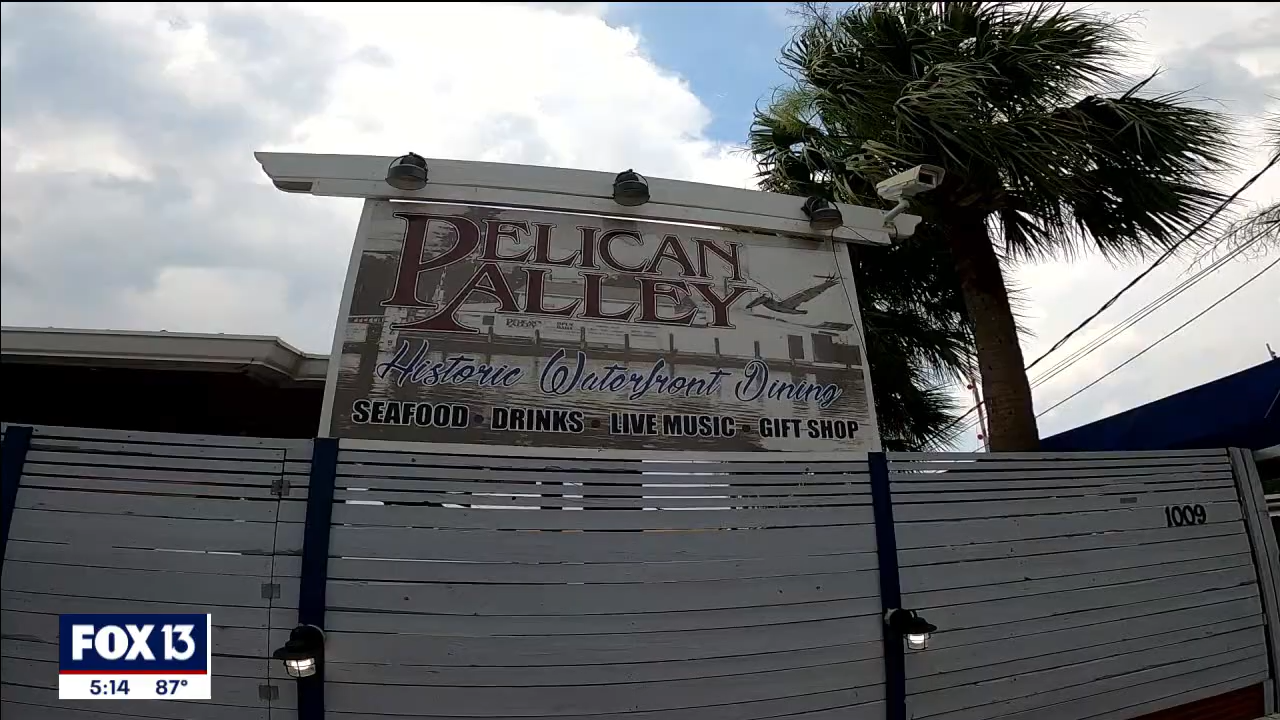 PELICAN
ALLEY
Historic Waterfront Dining
SEAFOOD • DRINKS • LIVE MUSIC • GIFT SHOP
1009
FOX 13
5:14 87°